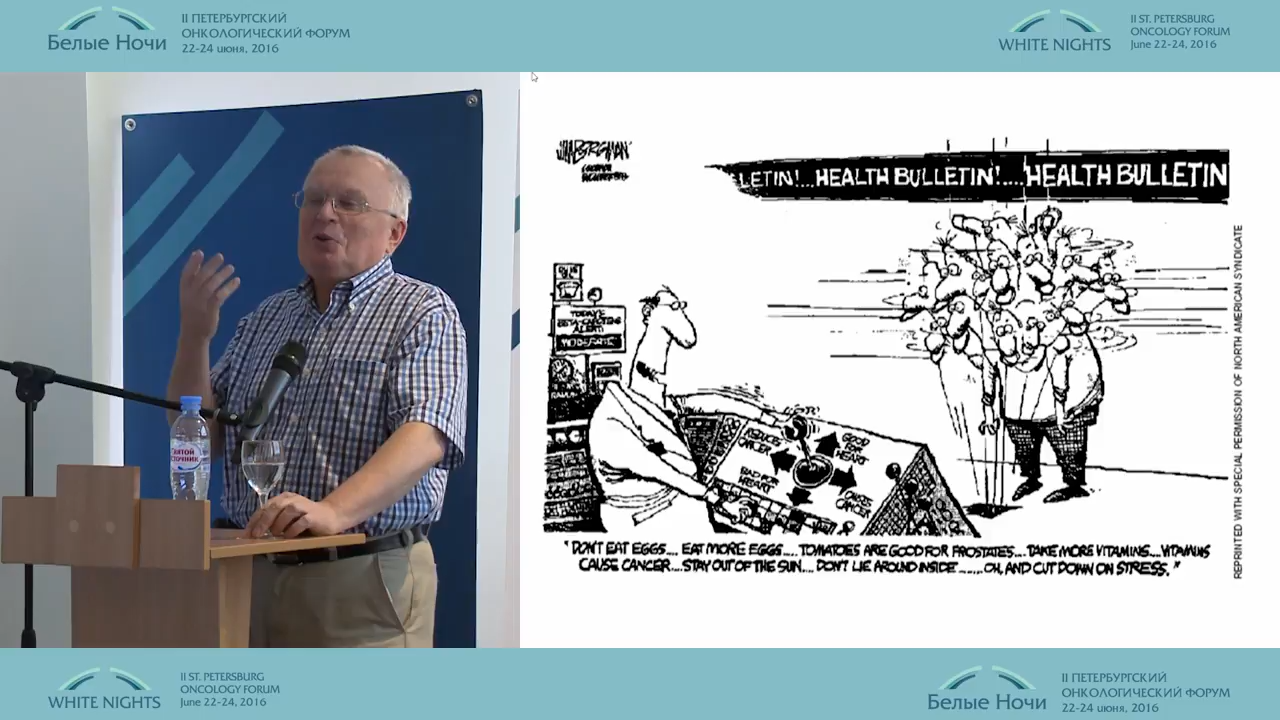 Белые Ночи
II ПЕТЕРБУРГСКИЙ
ОНКОЛОГИЧЕСКИЙ ФОРУМ
22-24 июня, 2016
WHITE NIGHTS
II ST. PETERSBURG
ONCOLOGY FORUM
June 22-24, 2016
LETIN!...HEALTH BULLETIN!....HEALTH BULLETIN
TODAY'S
BETA-CAROTENE
ALERT:
MODERATE
REDUCES
CANCER
GOOD
FOR
HEART
BAD FOR
HEART
CAUSES
CANCER
"DON'T EAT EGGS.... EAT MORE EGGS.... TOMATOES ARE GOOD FOR PROSTATES....TAKE MORE VITAMINS....VITAMINS
CAUSE CANCER....STAY OUT OF THE SUN.... DON'T LIE AROUND INSIDE.......OH, AND CUT DOWN ON STRESS."
REPRINTED WITH SPECIAL PERMISSION OF NORTH AMERICAN SYNDICATE
СВЯТОЙ
ИСТОЧНИК
WHITE NIGHTS
II ST. PETERSBURG
ONCOLOGY FORUM
June 22-24, 2016
Белые Ночи
II ПЕТЕРБУРГСКИЙ
ОНКОЛОГИЧЕСКИЙ ФОРУМ
22-24 июня, 2016